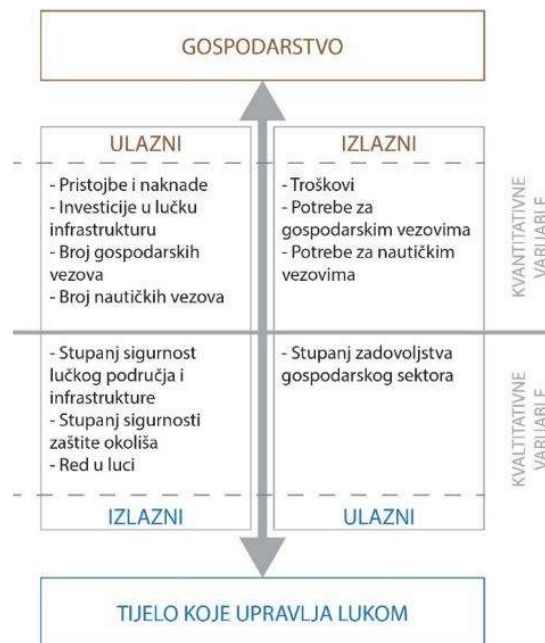 GOSPODARSTVO
ULAZNI
- Pristojbe i naknade
- Investicije u lučku
infrastrukturu
- Broj gospodarskih
vezova
- Broj nautičkih vezova
IZLAZNI
- Troškovi
- Potrebe za
gospodarskim vezovima
- Potrebe za nautičkim
vezovima
KVANTITATIVNE
VARIJABLE
- Stupanj sigurnost
lučkog područja i
infrastrukture
- Stupanj sigurnosti
zaštite okoliša
- Red u luci
- Stupanj zadovoljstva
gospodarskog sektora
KVALTITATIVNE
VARIJABLE
IZLAZNI
ULAZNI
TIJELO KOJE UPRAVLJA LUKOM